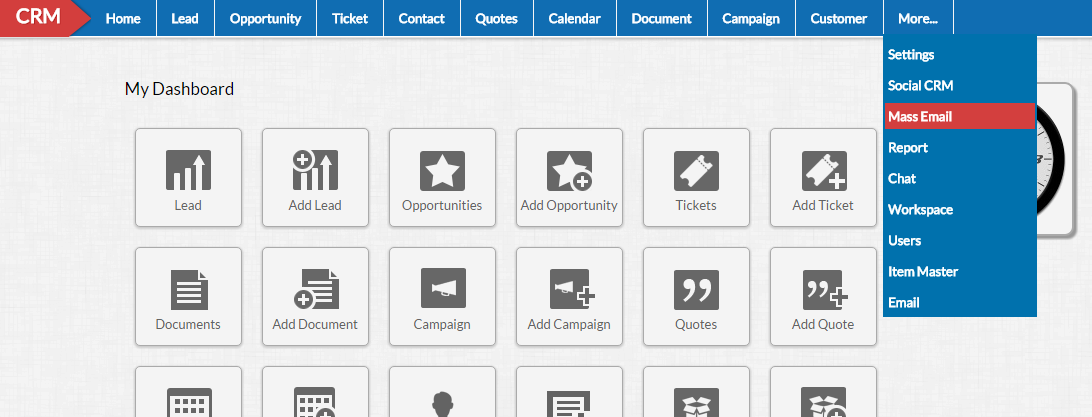 CRM Home Lead Opportunity Ticket Contact Quotes Calendar Document Campaign Customer More...
Settings
Social CRM
Mass Email
Report
Chat
Workspace
Users
Item Master
Email
My Dashboard
Lead Add Lead Opportunities Add Opportunity Tickets Add Ticket
Documents Add Document Campaign Add Campaign Quotes Add Quote